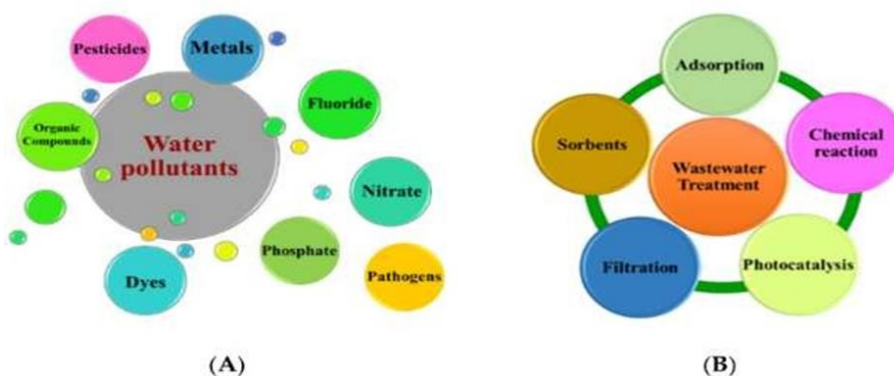 Pesticides
Metals
Fluoride
Organic
Compounds
Water
pollutants
Nitrate
Phosphate
Dyes
Pathogens
(A)
Adsorption
Sorbents
Chemical
reaction
Wastewater
Treatment
Filtration
Photocatalysis
(B)